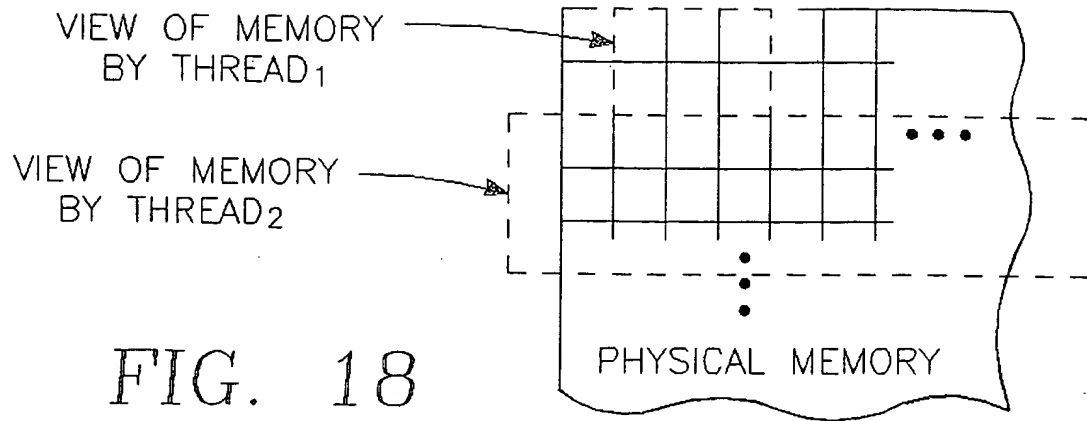 VIEW OF MEMORY
BY THREAD1
VIEW OF MEMORY
BY THREAD2
PHYSICAL MEMORY
FIG. 18